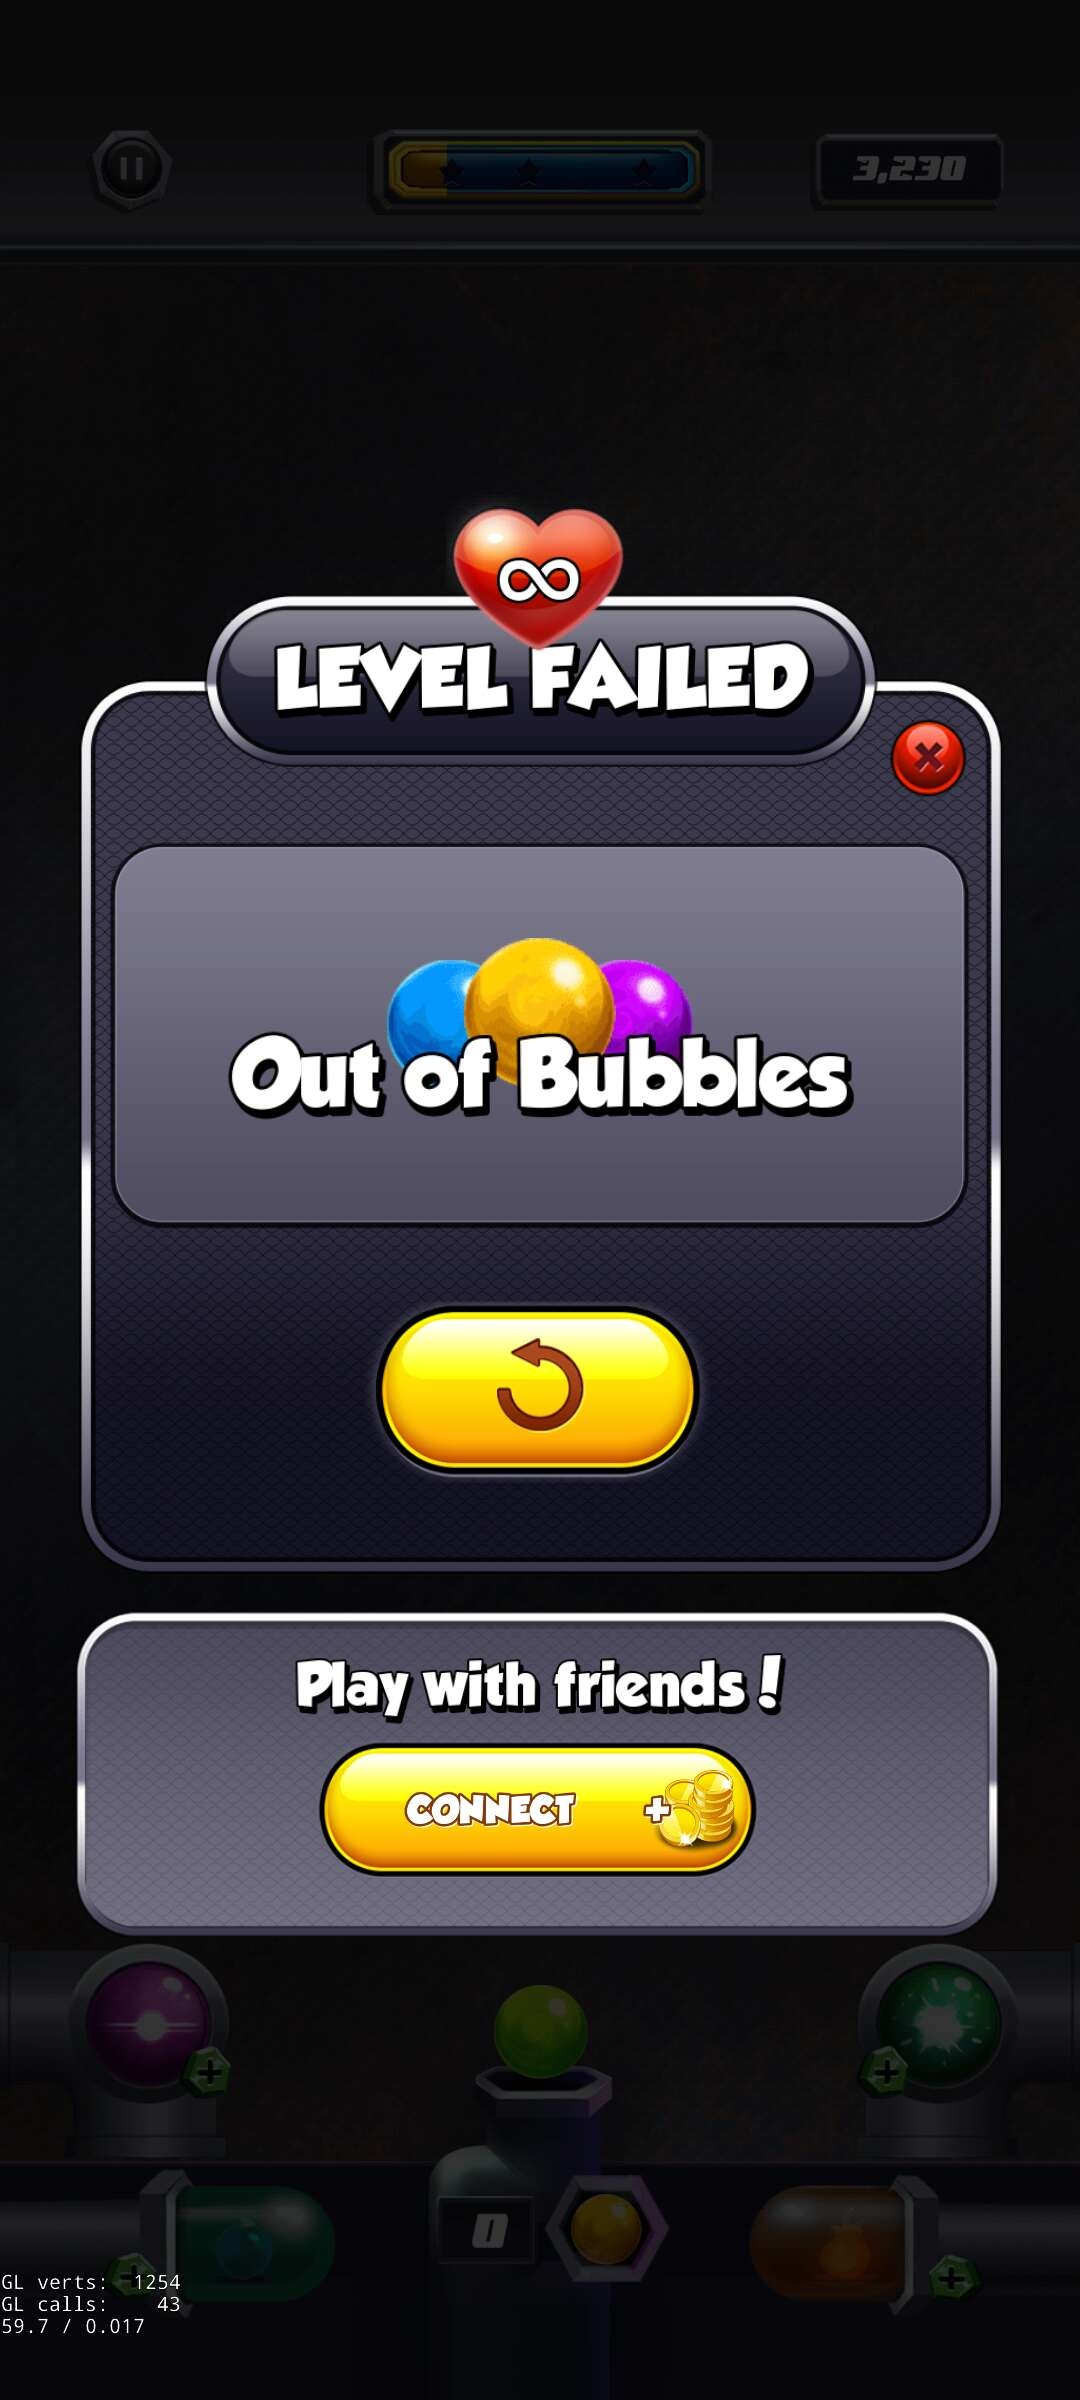 3,230
LEVEL FAILED
Out of Bubbles
Play with friends!
CONNECT +
0
GL verts: 1254
GL calls: 43
59.7 / 0.017